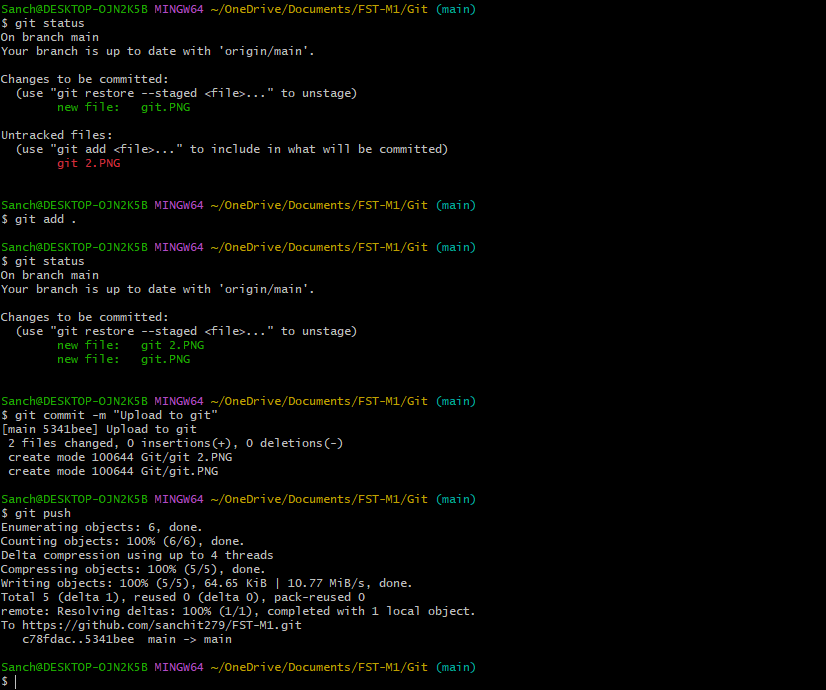 Sanch@DESKTOP-OJN2K5B MINGW64 ~/OneDrive/Documents/FST-M1/Git (main)
$ git status
On branch main
Your branch is up to date with 'origin/main'.
Changes to be committed:
  (use "git restore --staged <file>..." to unstage)
        new file:   git.PNG
Untracked files:
  (use "git add <file>..." to include in what will be committed)
        git 2.PNG
Sanch@DESKTOP-OJN2K5B MINGW64 ~/OneDrive/Documents/FST-M1/Git (main)
$ git add .
Sanch@DESKTOP-OJN2K5B MINGW64 ~/OneDrive/Documents/FST-M1/Git (main)
$ git status
On branch main
Your branch is up to date with 'origin/main'.
Changes to be committed:
  (use "git restore --staged <file>..." to unstage)
        new file:   git 2.PNG
        new file:   git.PNG
Sanch@DESKTOP-OJN2K5B MINGW64 ~/OneDrive/Documents/FST-M1/Git (main)
$ git commit -m "Upload to git"
[main 5341bee] Upload to git
 2 files changed, 0 insertions(+), 0 deletions(-)
 create mode 100644 Git/git 2.PNG
 create mode 100644 Git/git.PNG
Sanch@DESKTOP-OJN2K5B MINGW64 ~/OneDrive/Documents/FST-M1/Git (main)
$ git push
Enumerating objects: 6, done.
Counting objects: 100% (6/6), done.
Delta compression using up to 4 threads
Compressing objects: 100% (5/5), done.
Writing objects: 100% (5/5), 64.65 KiB | 10.77 MiB/s, done.
Total 5 (delta 1), reused 0 (delta 0), pack-reused 0
remote: Resolving deltas: 100% (1/1), completed with 1 local object.
To https://github.com/sanchit279/FST-M1.git
   c78fdac..5341bee  main -> main
Sanch@DESKTOP-OJN2K5B MINGW64 ~/OneDrive/Documents/FST-M1/Git (main)
$